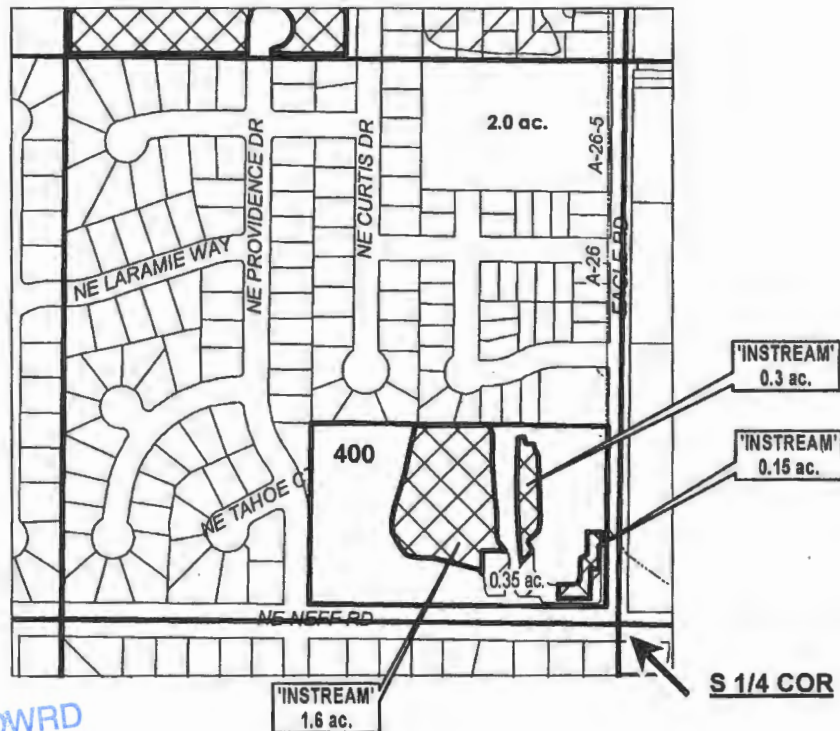 2.0 ac.
A-26-5
NE PROVIDENCE DR
NE CURTIS DR
NE LARAMIE WAY
A-26
EAGLE RD
'INSTREAM'
0.3 ac.
'INSTREAM'
0.15 ac.
400
NE TAHOE CT
0.35 ac.
NE NEFF RD
S 1/4 COR
'INSTREAM'
1.6 ac.
OWRD